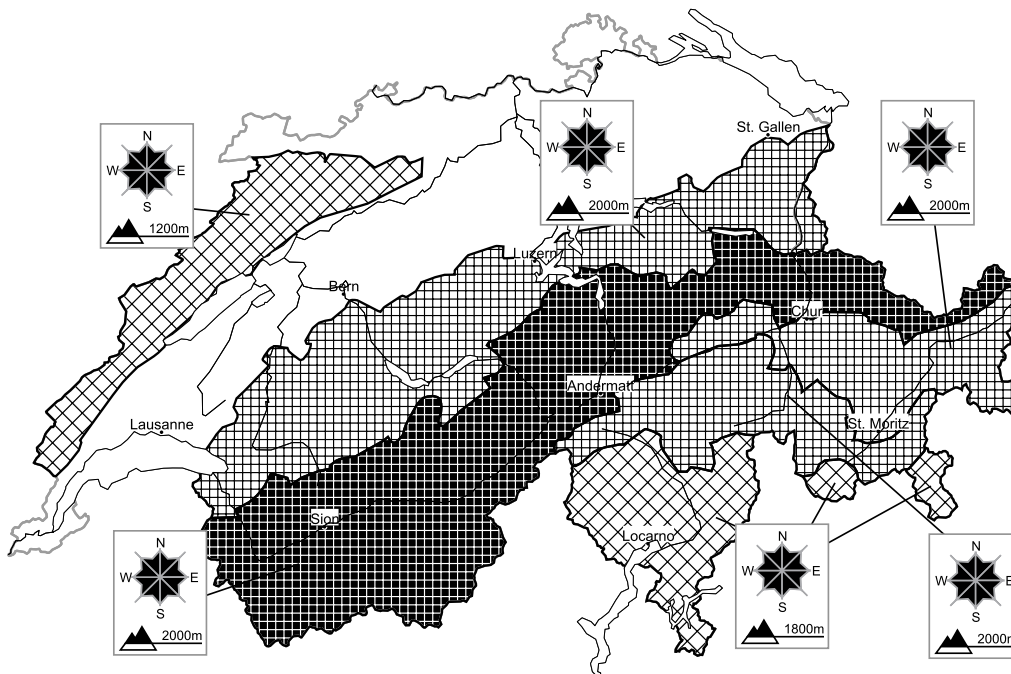 N
W E
S
1200m
N
W E
S
2000m
N
W E
S
2000m
St. Gallen
Luzern
Bern
Chur
Andermatt
St. Moritz
Lausanne
Sion
Locarno
N
W E
S
2000m
N
W E
S
1800m
N
W E
S
2000m